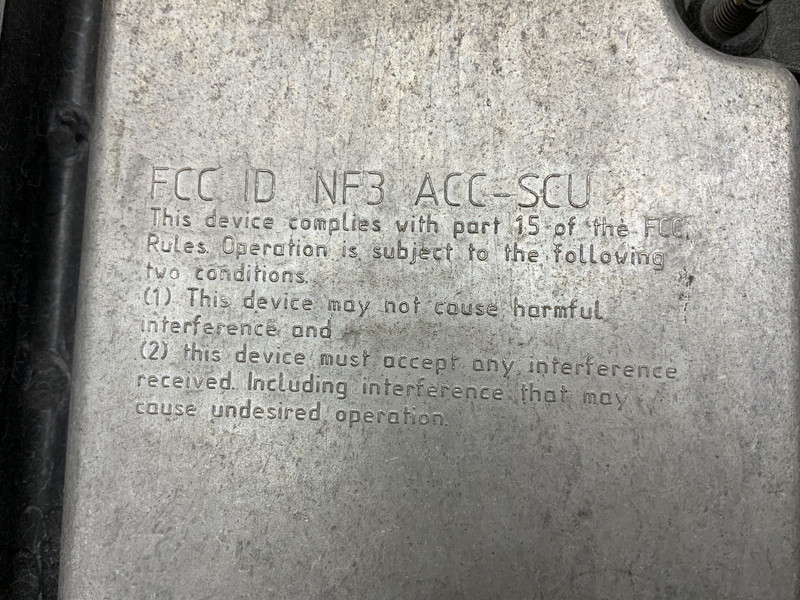 FCC ID NF3 ACC-SCU
This device complies with part 15 of the FCC
Rules. Operation is subject to the following
two conditions.
(1) This device may not cause harmful
interference and
(2) this device must accept any interference
received. Including interference that may
cause undesired operation.